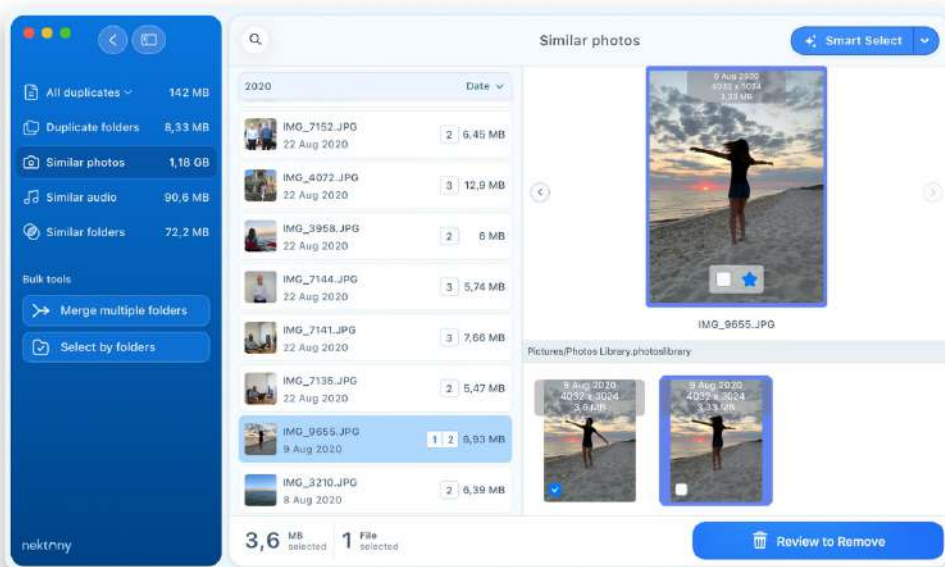 Similar photos
Smart Select
All duplicates 142 MB
Duplicate folders 8,33 MB
Similar photos 1,18 GB
Similar audio 90,6 MB
Similar folders 72,2 MB
Bulk tools
Merge multiple folders
Select by folders
nektony
2020 Date
IMG_7152.JPG
22 Aug 2020
2 6,45 MB
IMG_4072.JPG
22 Aug 2020
3 12,9 MB
IMG_3958.JPG
22 Aug 2020
2 6 MB
IMG_7144.JPG
22 Aug 2020
3 5,74 MB
IMG_7141.JPG
22 Aug 2020
3 7,66 MB
IMG_7135.JPG
22 Aug 2020
2 5,47 MB
IMG_9655.JPG
9 Aug 2020
1 2 6,93 MB
IMG_3210.JPG
8 Aug 2020
2 6,39 MB
9 Aug 2020
4032 x 3024
3,33 MB
IMG_9655.JPG
Pictures/Photos Library.photoslibrary
9 Aug 2020
4032 x 3024
3,6 MB
9 Aug 2020
4032 x 3024
3,33 MB
3,6 MB selected
1 File selected
Review to Remove